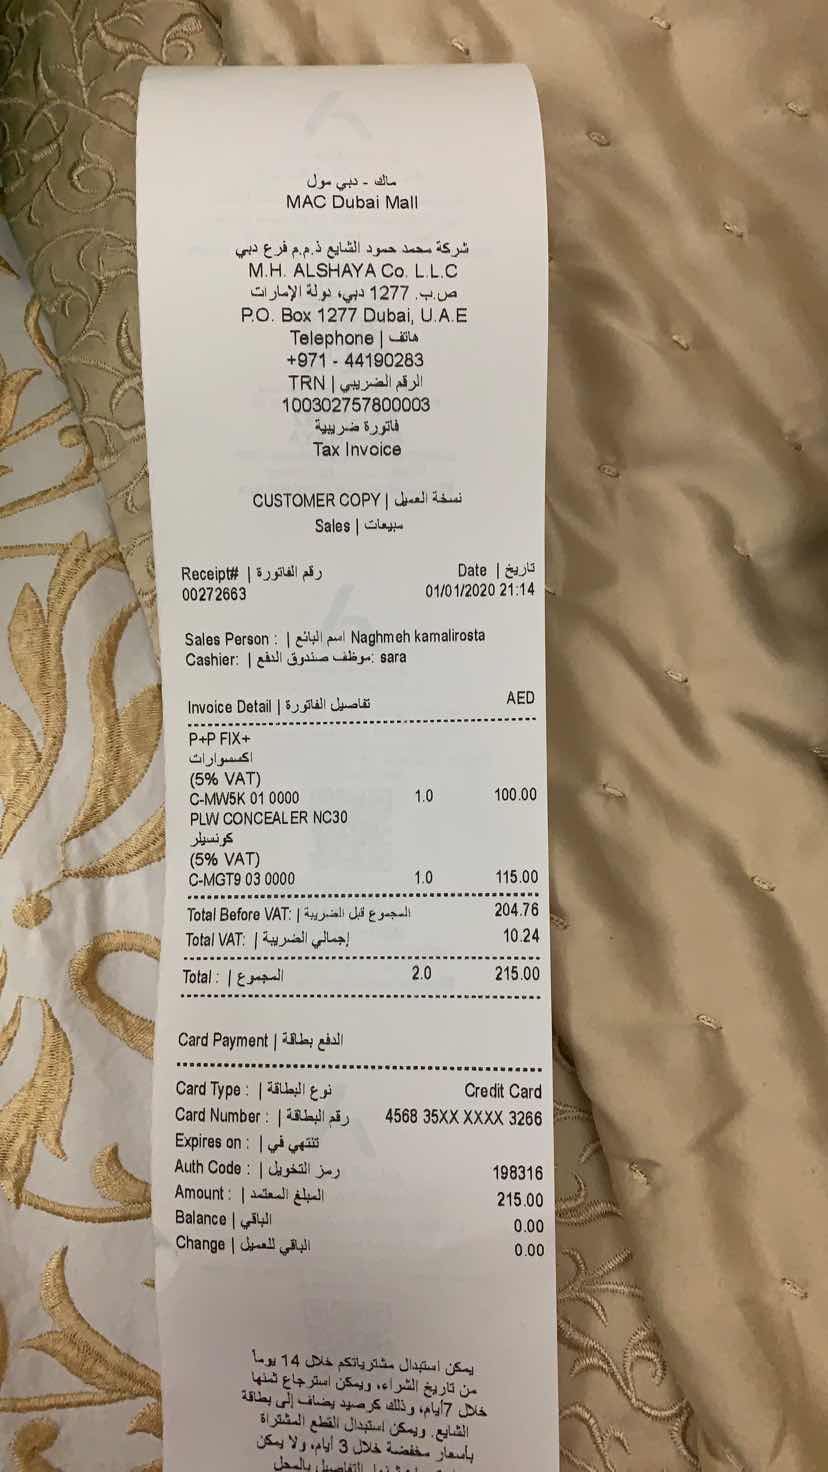 ماك - دبي مول
MAC Dubai Mall
شركة محمد حمود الشايع ذ.م.م فرع دبي
M.H. ALSHAYA Co. L.L.C
ص.ب. 1277 دبي، دولة الإمارات
P.O. Box 1277 Dubai, U.A.E
Telephone | هاتف
+971 - 44190283
TRN | الرقم الضريبي
100302757800003
فاتورة ضريبية
Tax Invoice
CUSTOMER COPY | نسخة العميل
Sales | مبيعات
Receipt# | رقم الفاتورة Date | تاريخ
00272663 01/01/2020 21:14
Sales Person : | اسم البائع Naghmeh kamalirosta
Cashier: | موظف صندوق الدفع: sara
Invoice Detail | تفاصيل الفاتورة AED
P+P FIX+
اكسسوارات
(5% VAT)
C-MW5K 01 0000 1.0 100.00
PLW CONCEALER NC30
كونسيلر
(5% VAT)
C-MGT9 03 0000 1.0 115.00
Total Before VAT: | المجموع قبل الضريبة 204.76
Total VAT: | إجمالي الضريبة 10.24
Total : | المجموع 2.0 215.00
Card Payment | الدفع بطاقة
Card Type : | نوع البطاقة Credit Card
Card Number : | رقم البطاقة 4568 35XX XXXX 3266
Expires on : | تنتهي في
Auth Code : | رمز التخويل 198316
Amount : | المبلغ المعتمد 215.00
Balance | الباقي 0.00
Change | الباقي للعميل 0.00
يمكن استبدال مشترياتكم خلال 14 يوماً
من تاريخ الشراء، ويمكن استرجاع ثمنها
خلال 7أيام، وذلك كرصيد يضاف إلى بطاقة
الشايع. ويمكن استبدال القطع المشتراة
بأسعار مخفضة خلال 3 أيام، ولا يمكن
التفاصيل بالمحل